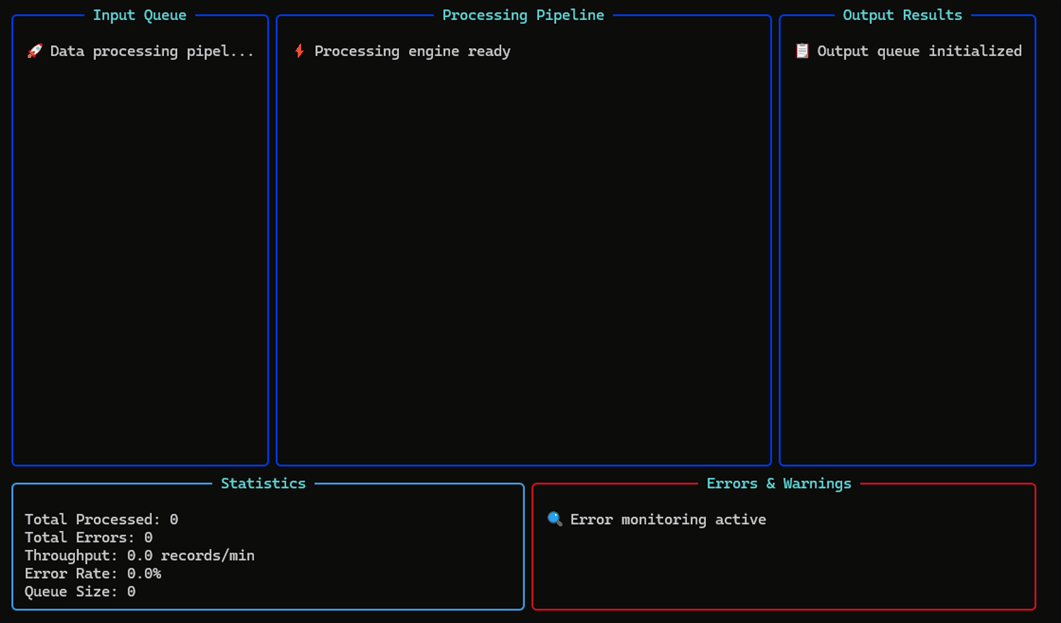 Input Queue
🚀 Data processing pipel...
Processing Pipeline
⚡ Processing engine ready
Output Results
📋 Output queue initialized
Statistics
Total Processed: 0
Total Errors: 0
Throughput: 0.0 records/min
Error Rate: 0.0%
Queue Size: 0
Errors & Warnings
🔍 Error monitoring active